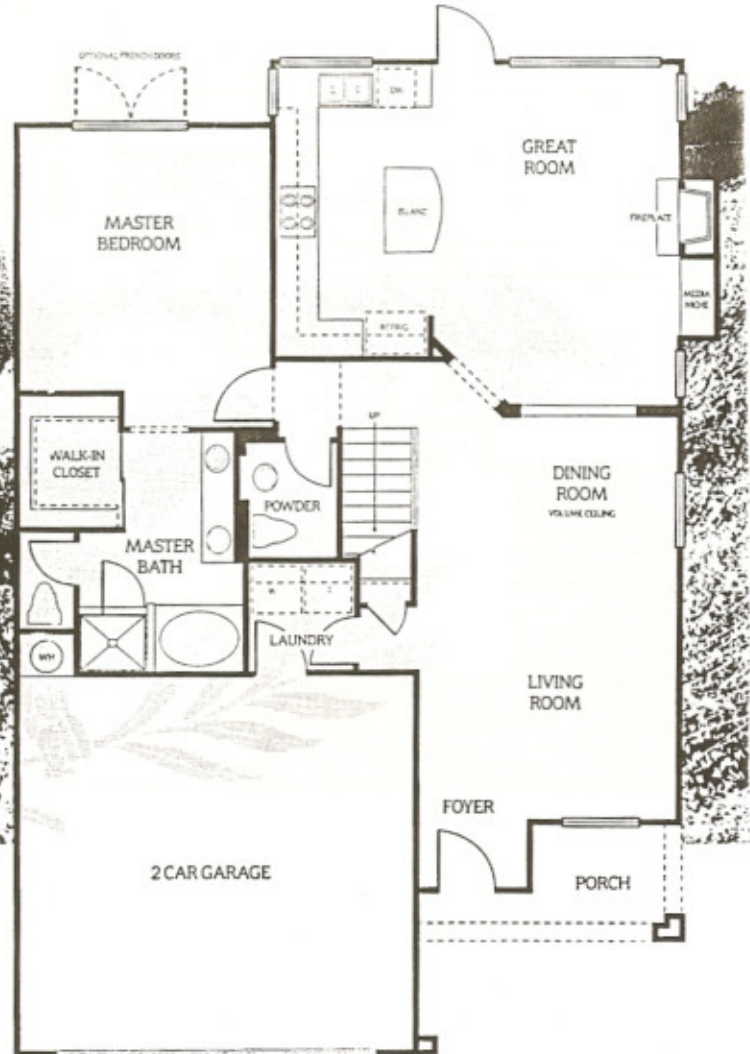 OPTIONAL FRENCH DOORS
DW
GREAT
ROOM
MASTER
BEDROOM
FIREPLACE
MEDIA
UP
WALK-IN
CLOSET
DINING
ROOM
VOLUME CEILING
POWDER
MASTER
BATH
LAUNDRY
WH
LIVING
ROOM
FOYER
2 CAR GARAGE
PORCH